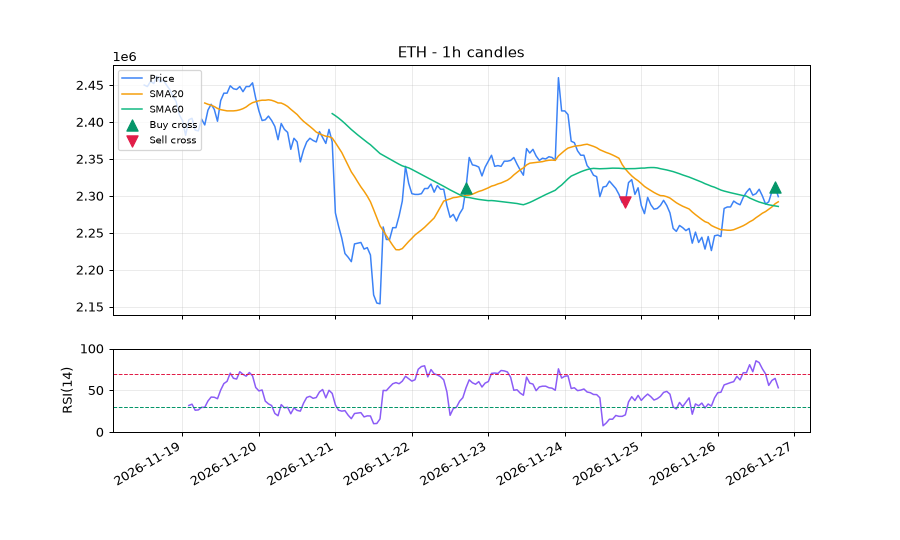 ETH - 1h candles
1e6
Price
SMA20
SMA60
Buy cross
Sell cross
2.45
2.40
2.35
2.30
2.25
2.20
2.15
RSI(14)
100
50
0
2026-11-19
2026-11-20
2026-11-21
2026-11-22
2026-11-23
2026-11-24
2026-11-25
2026-11-26
2026-11-27